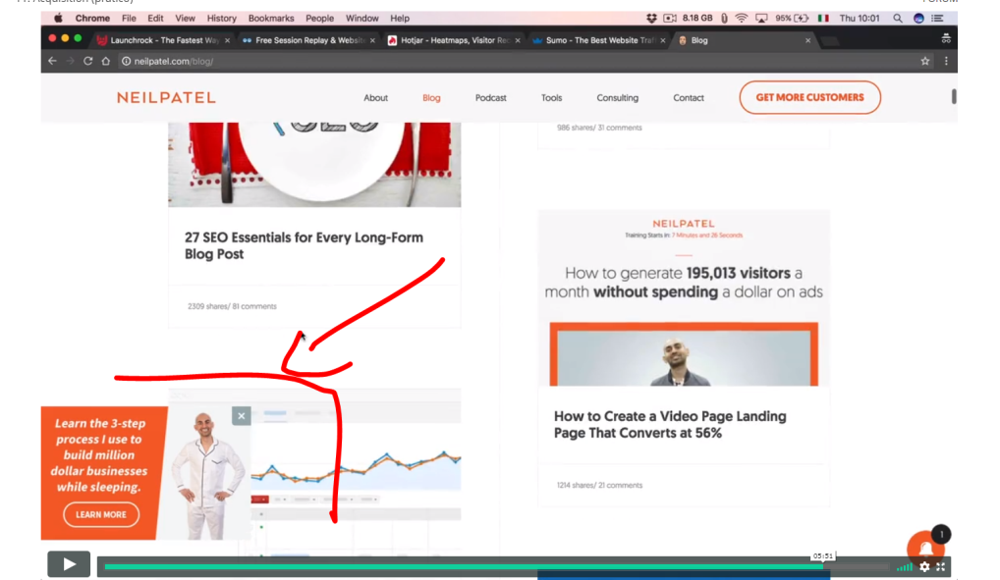 11. Acquisition (pratico)
FORUM
Chrome File Edit View History Bookmarks People Window Help
8.18 GB 95% Thu 10:01
Launchrock - The Fastest Way
Free Session Replay & Website
Hotjar - Heatmaps, Visitor Rec
Sumo - The Best Website Traf
Blog
neilpatel.com/blog/
NEILPATEL
About Blog Podcast Tools Consulting Contact GET MORE CUSTOMERS
986 shares/ 31 comments
27 SEO Essentials for Every Long-Form
Blog Post
2309 shares/ 81 comments
NEILPATEL
Training Starts in: 7 Minutes and 26 Seconds
How to generate 195,013 visitors a
month without spending a dollar on ads
How to Create a Video Page Landing
Page That Converts at 56%
1214 shares/ 21 comments
Learn the 3-step
process I use to
build million
dollar businesses
while sleeping.
LEARN MORE
1
05:51